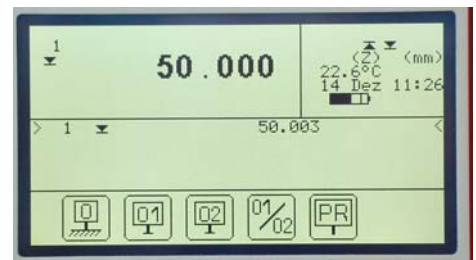 1
50.000
(Z) (mm)
22.6°C
14 Dez 11:26
> 1 50.003 <
0 01 02 01/02 PR